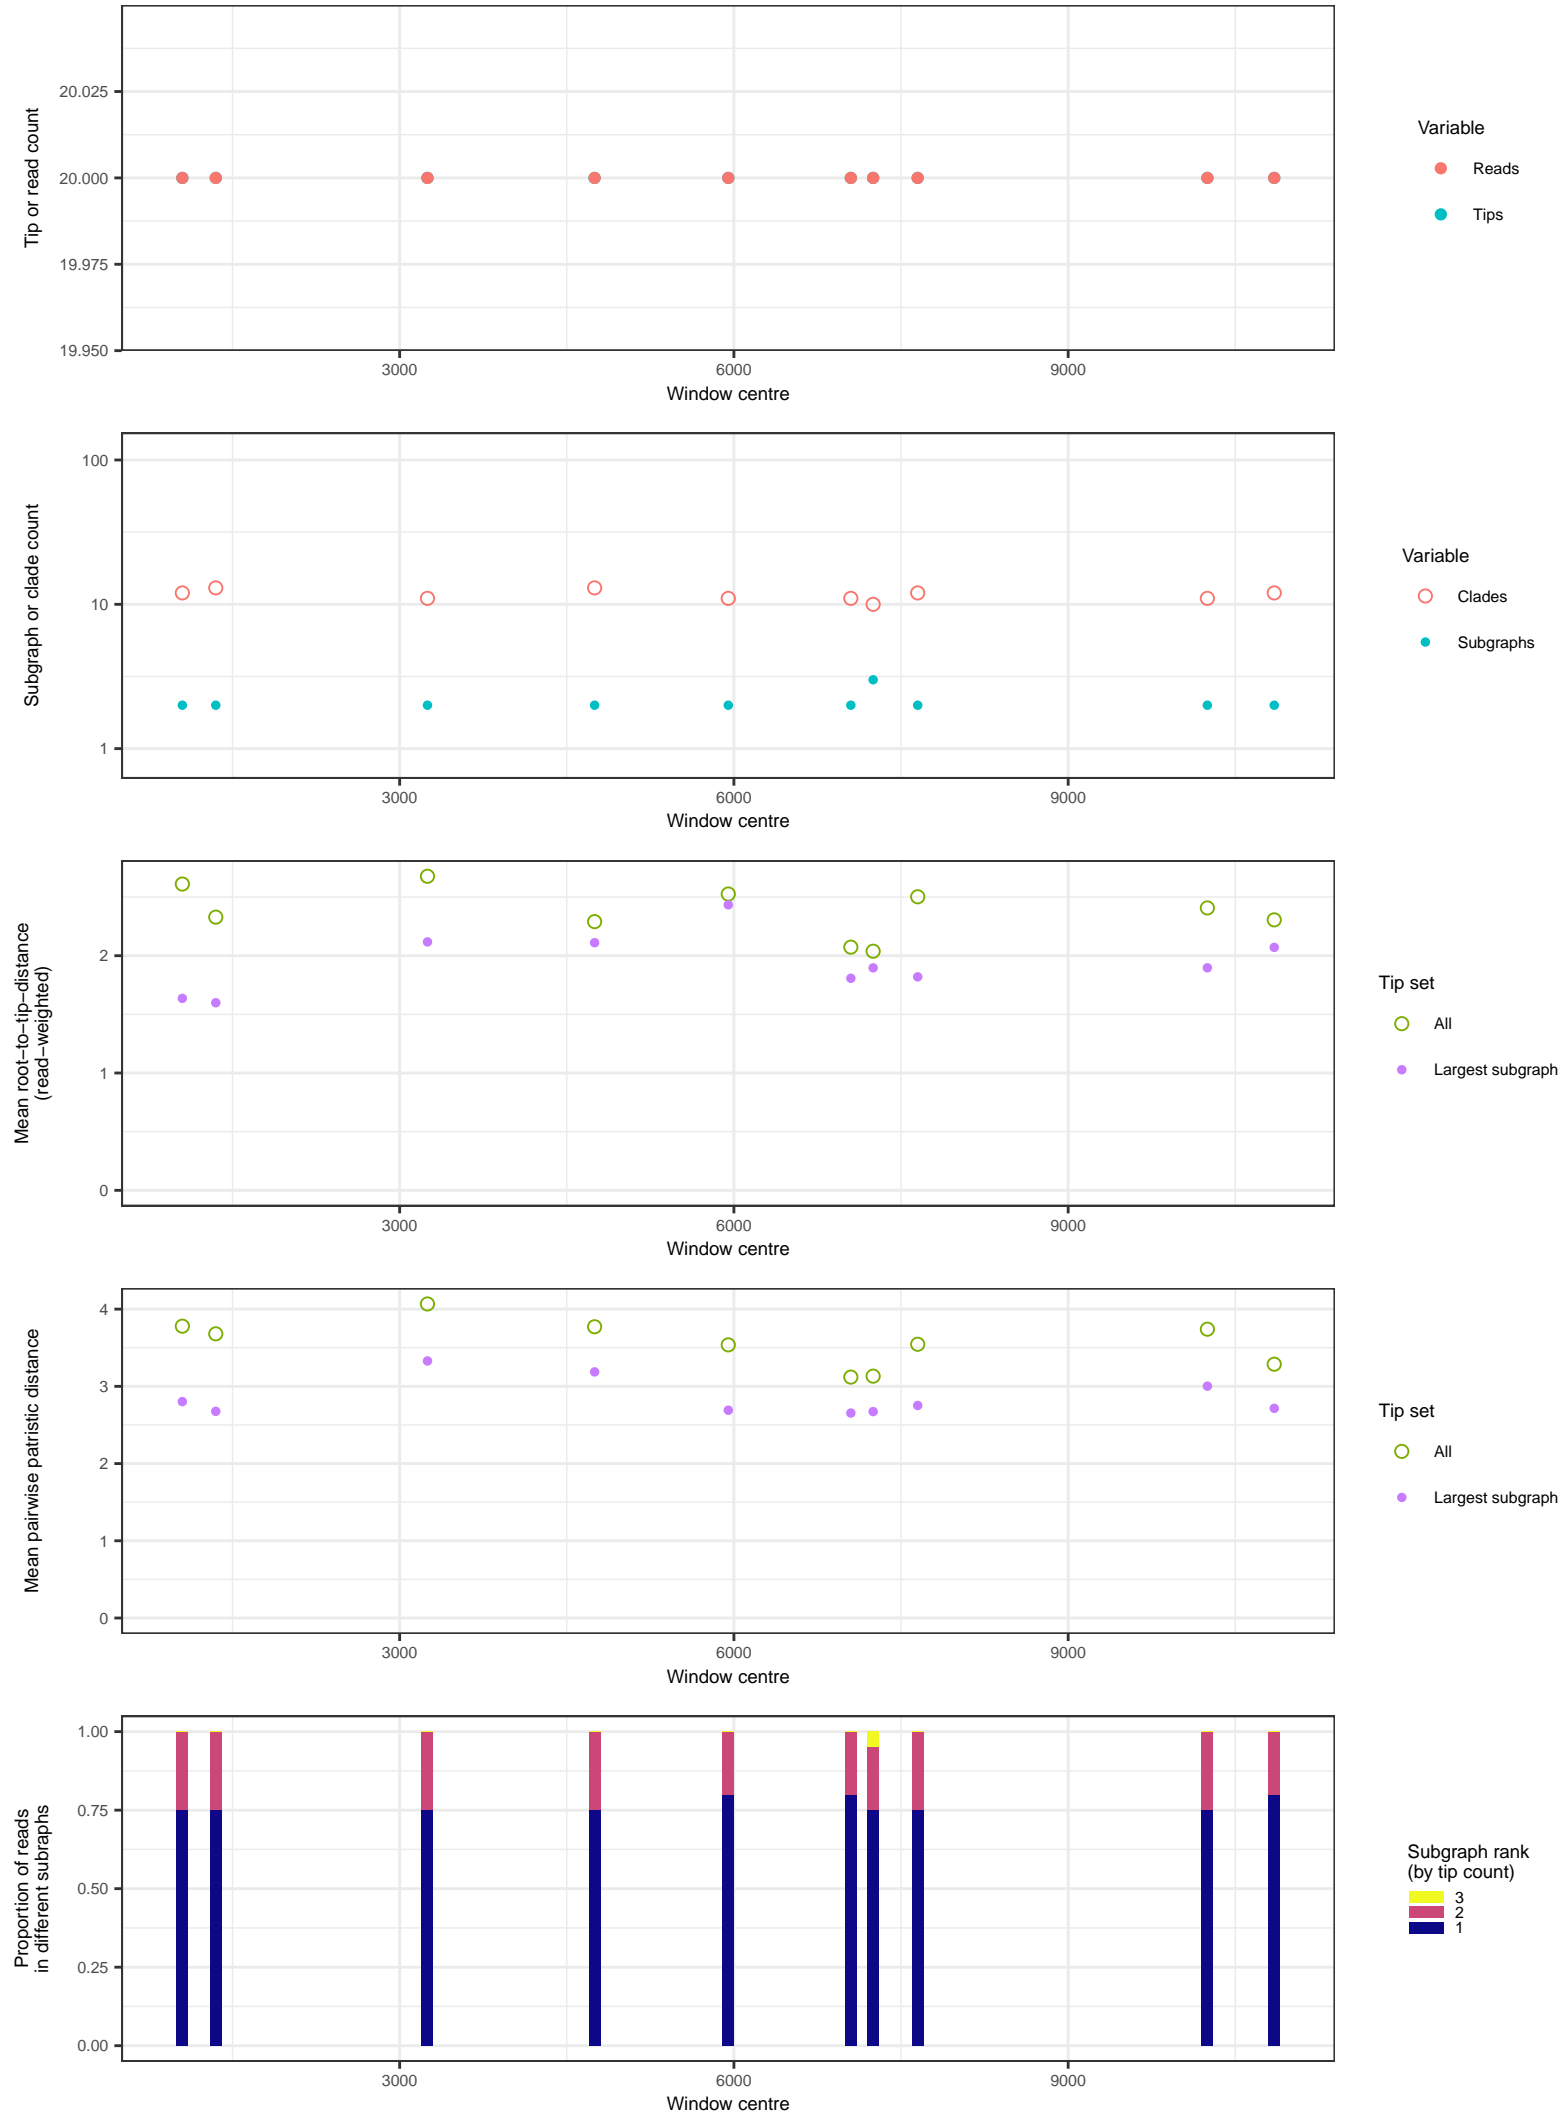 20.025
20.000
19.975
19.950
Tip or read count
3000
6000
9000
Window centre
Variable
Reads
Tips
100
10
1
Subgraph or clade count
3000
6000
9000
Window centre
Variable
Clades
Subgraphs
2
1
0
Mean root−to−tip−distance
(read−weighted)
3000
6000
9000
Window centre
Tip set
All
Largest subgraph
4
3
2
1
0
Mean pairwise patristic distance
3000
6000
9000
Window centre
Tip set
All
Largest subgraph
1.00
0.75
0.50
0.25
0.00
Proportion of reads
in different subraphs
3000
6000
9000
Window centre
Subgraph rank
(by tip count)
3
2
1